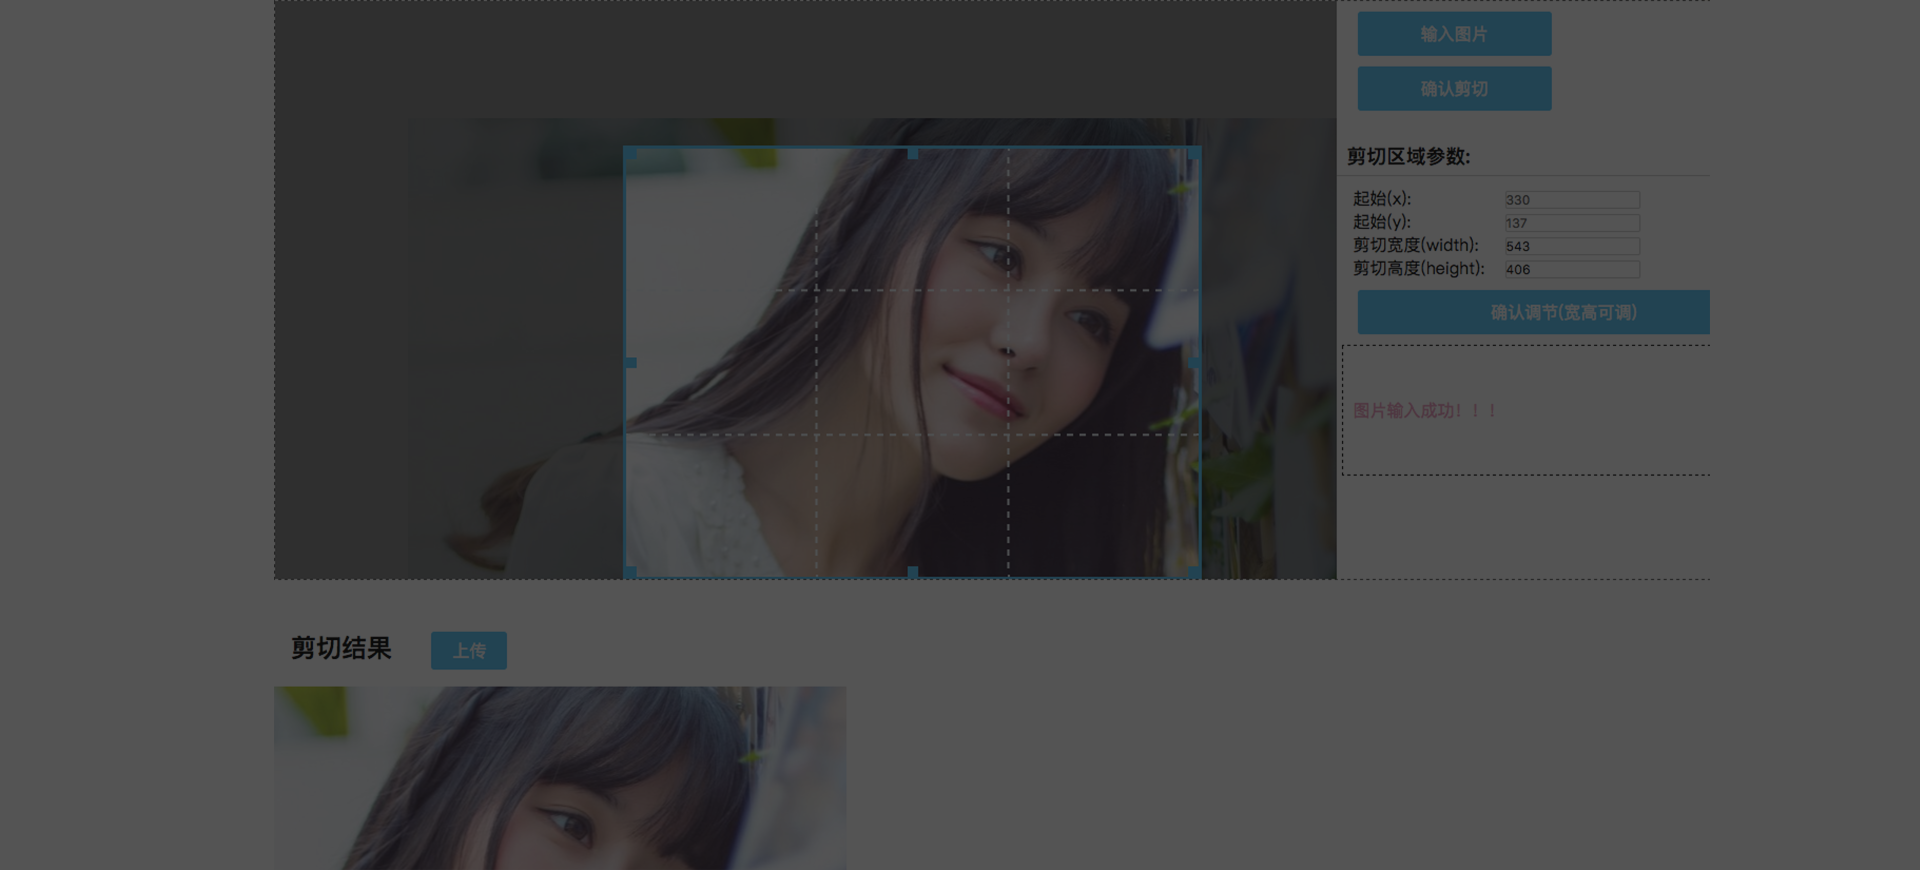 输入图片
确认剪切
剪切区域参数:
起始(x): 330
起始(y): 137
剪切宽度(width): 543
剪切高度(height): 406
确认调节(宽高可调)
图片输入成功！！！
剪切结果 上传